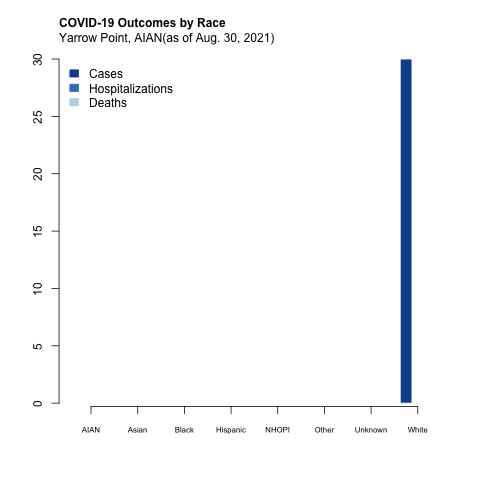 COVID-19 Outcomes by Race
Yarrow Point, AIAN(as of Aug. 30, 2021)
Cases
Hospitalizations
Deaths
30
25
20
15
10
5
0
AIAN Asian Black Hispanic NHOPI Other Unknown White